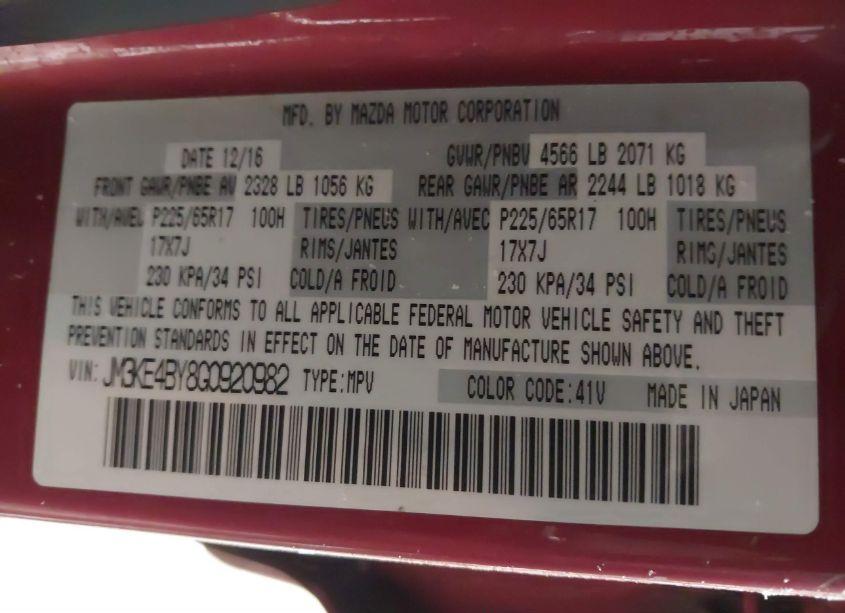 MFD. BY MAZDA MOTOR CORPORATION
DATE 12/16 GVWR/PNBV 4566 LB 2071 KG
FRONT GAWR/PNBE AV 2328 LB 1056 KG REAR GAWR/PNBE AR 2244 LB 1018 KG
WITH/AVEC P225/65R17 100H TIRES/PNEUS WITH/AVEC P225/65R17 100H TIRES/PNEUS
17X7J RIMS/JANTES 17X7J RIMS/JANTES
230 KPA/34 PSI COLD/A FROID 230 KPA/34 PSI COLD/A FROID
THIS VEHICLE CONFORMS TO ALL APPLICABLE FEDERAL MOTOR VEHICLE SAFETY AND THEFT
PREVENTION STANDARDS IN EFFECT ON THE DATE OF MANUFACTURE SHOWN ABOVE.
VIN: JM3KE4BY8G0920982 TYPE:MPV COLOR CODE:41V MADE IN JAPAN